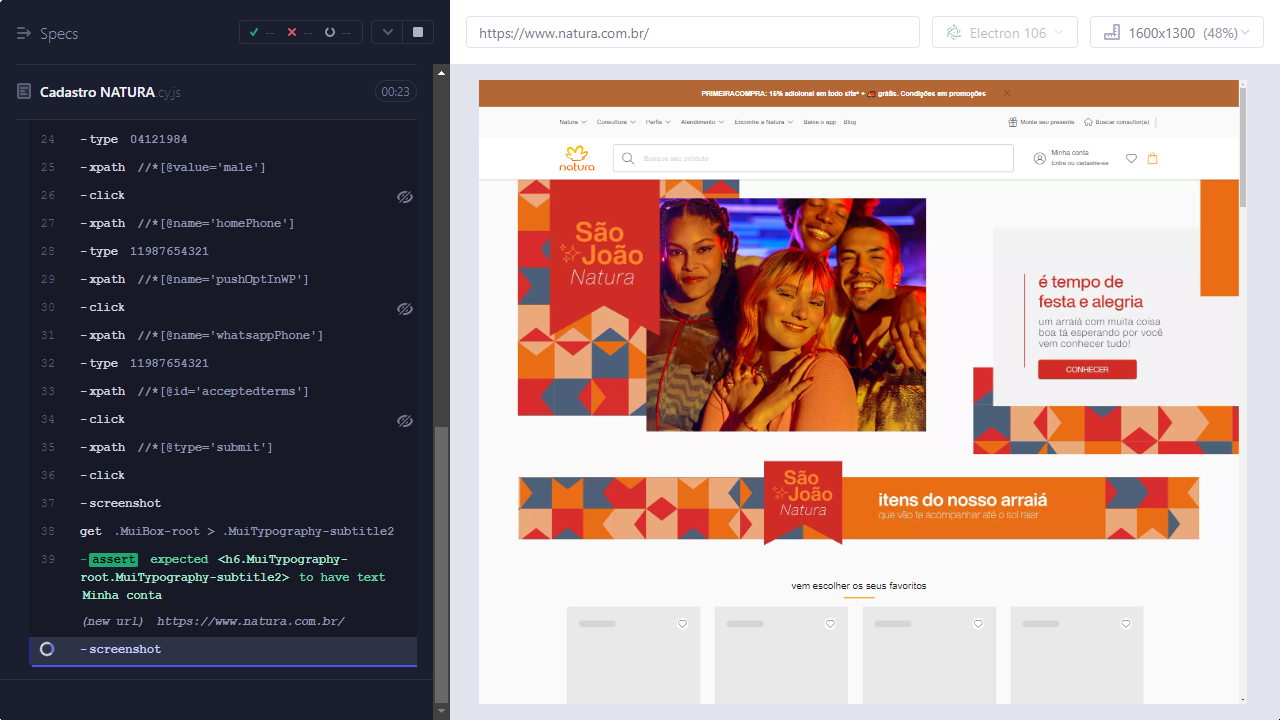 Specs
--
--
--
https://www.natura.com.br/
Electron 106
1600x1300 (48%)
Cadastro NATURA.cy.js
00:23
24 -type 04121984
25 -xpath //*[@value='male']
26 -click
27 -xpath //*[@name='homePhone']
28 -type 11987654321
29 -xpath //*[@name='pushOptInWP']
30 -click
31 -xpath //*[@name='whatsappPhone']
32 -type 11987654321
33 -xpath //*[@id='acceptedterms']
34 -click
35 -xpath //*[@type='submit']
36 -click
37 -screenshot
38 get .MuiBox-root > .MuiTypography-subtitle2
39 -assert expected <h6.MuiTypography-
root.MuiTypography-subtitle2> to have text
Minha conta
(new url) https://www.natura.com.br/
-screenshot
PRIMEIRACOMPRA: 15% adicional em todo site* + 🚚 grátis. Condições em promoções
Natura
Consultora
Perfis
Atendimento
Encontre a Natura
Baixe o app
Blog
Monte seu presente
Buscar consultor(a)
natura
Busque seu produto
Minha conta
Entre ou cadastre-se
São
João
Natura
é tempo de
festa e alegria
um arraiá com muita coisa
boa tá esperando por você
vem conhecer tudo!
CONHECER
São
João
Natura
itens do nosso arraiá
que vão te acompanhar até o sol raiar
vem escolher os seus favoritos